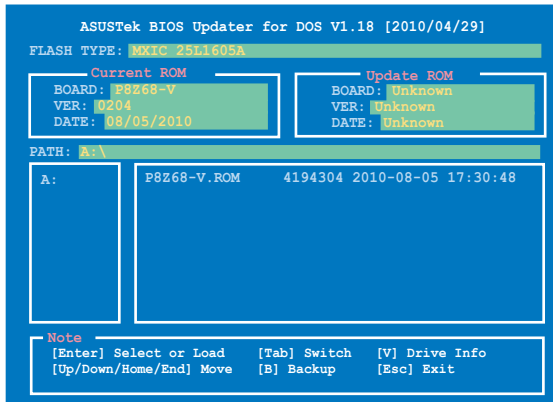 ASUSTek BIOS Updater for DOS V1.18 [2010/04/29]
FLASH TYPE: MXIC 25L1605A
Current ROM
BOARD: P8Z68-V
VER: 0204
DATE: 08/05/2010
Update ROM
BOARD: Unknown
VER: Unknown
DATE: Unknown
PATH: A:\
A:
P8Z68-V.ROM 4194304 2010-08-05 17:30:48
Note
[Enter] Select or Load [Tab] Switch [V] Drive Info
[Up/Down/Home/End] Move [B] Backup [Esc] Exit